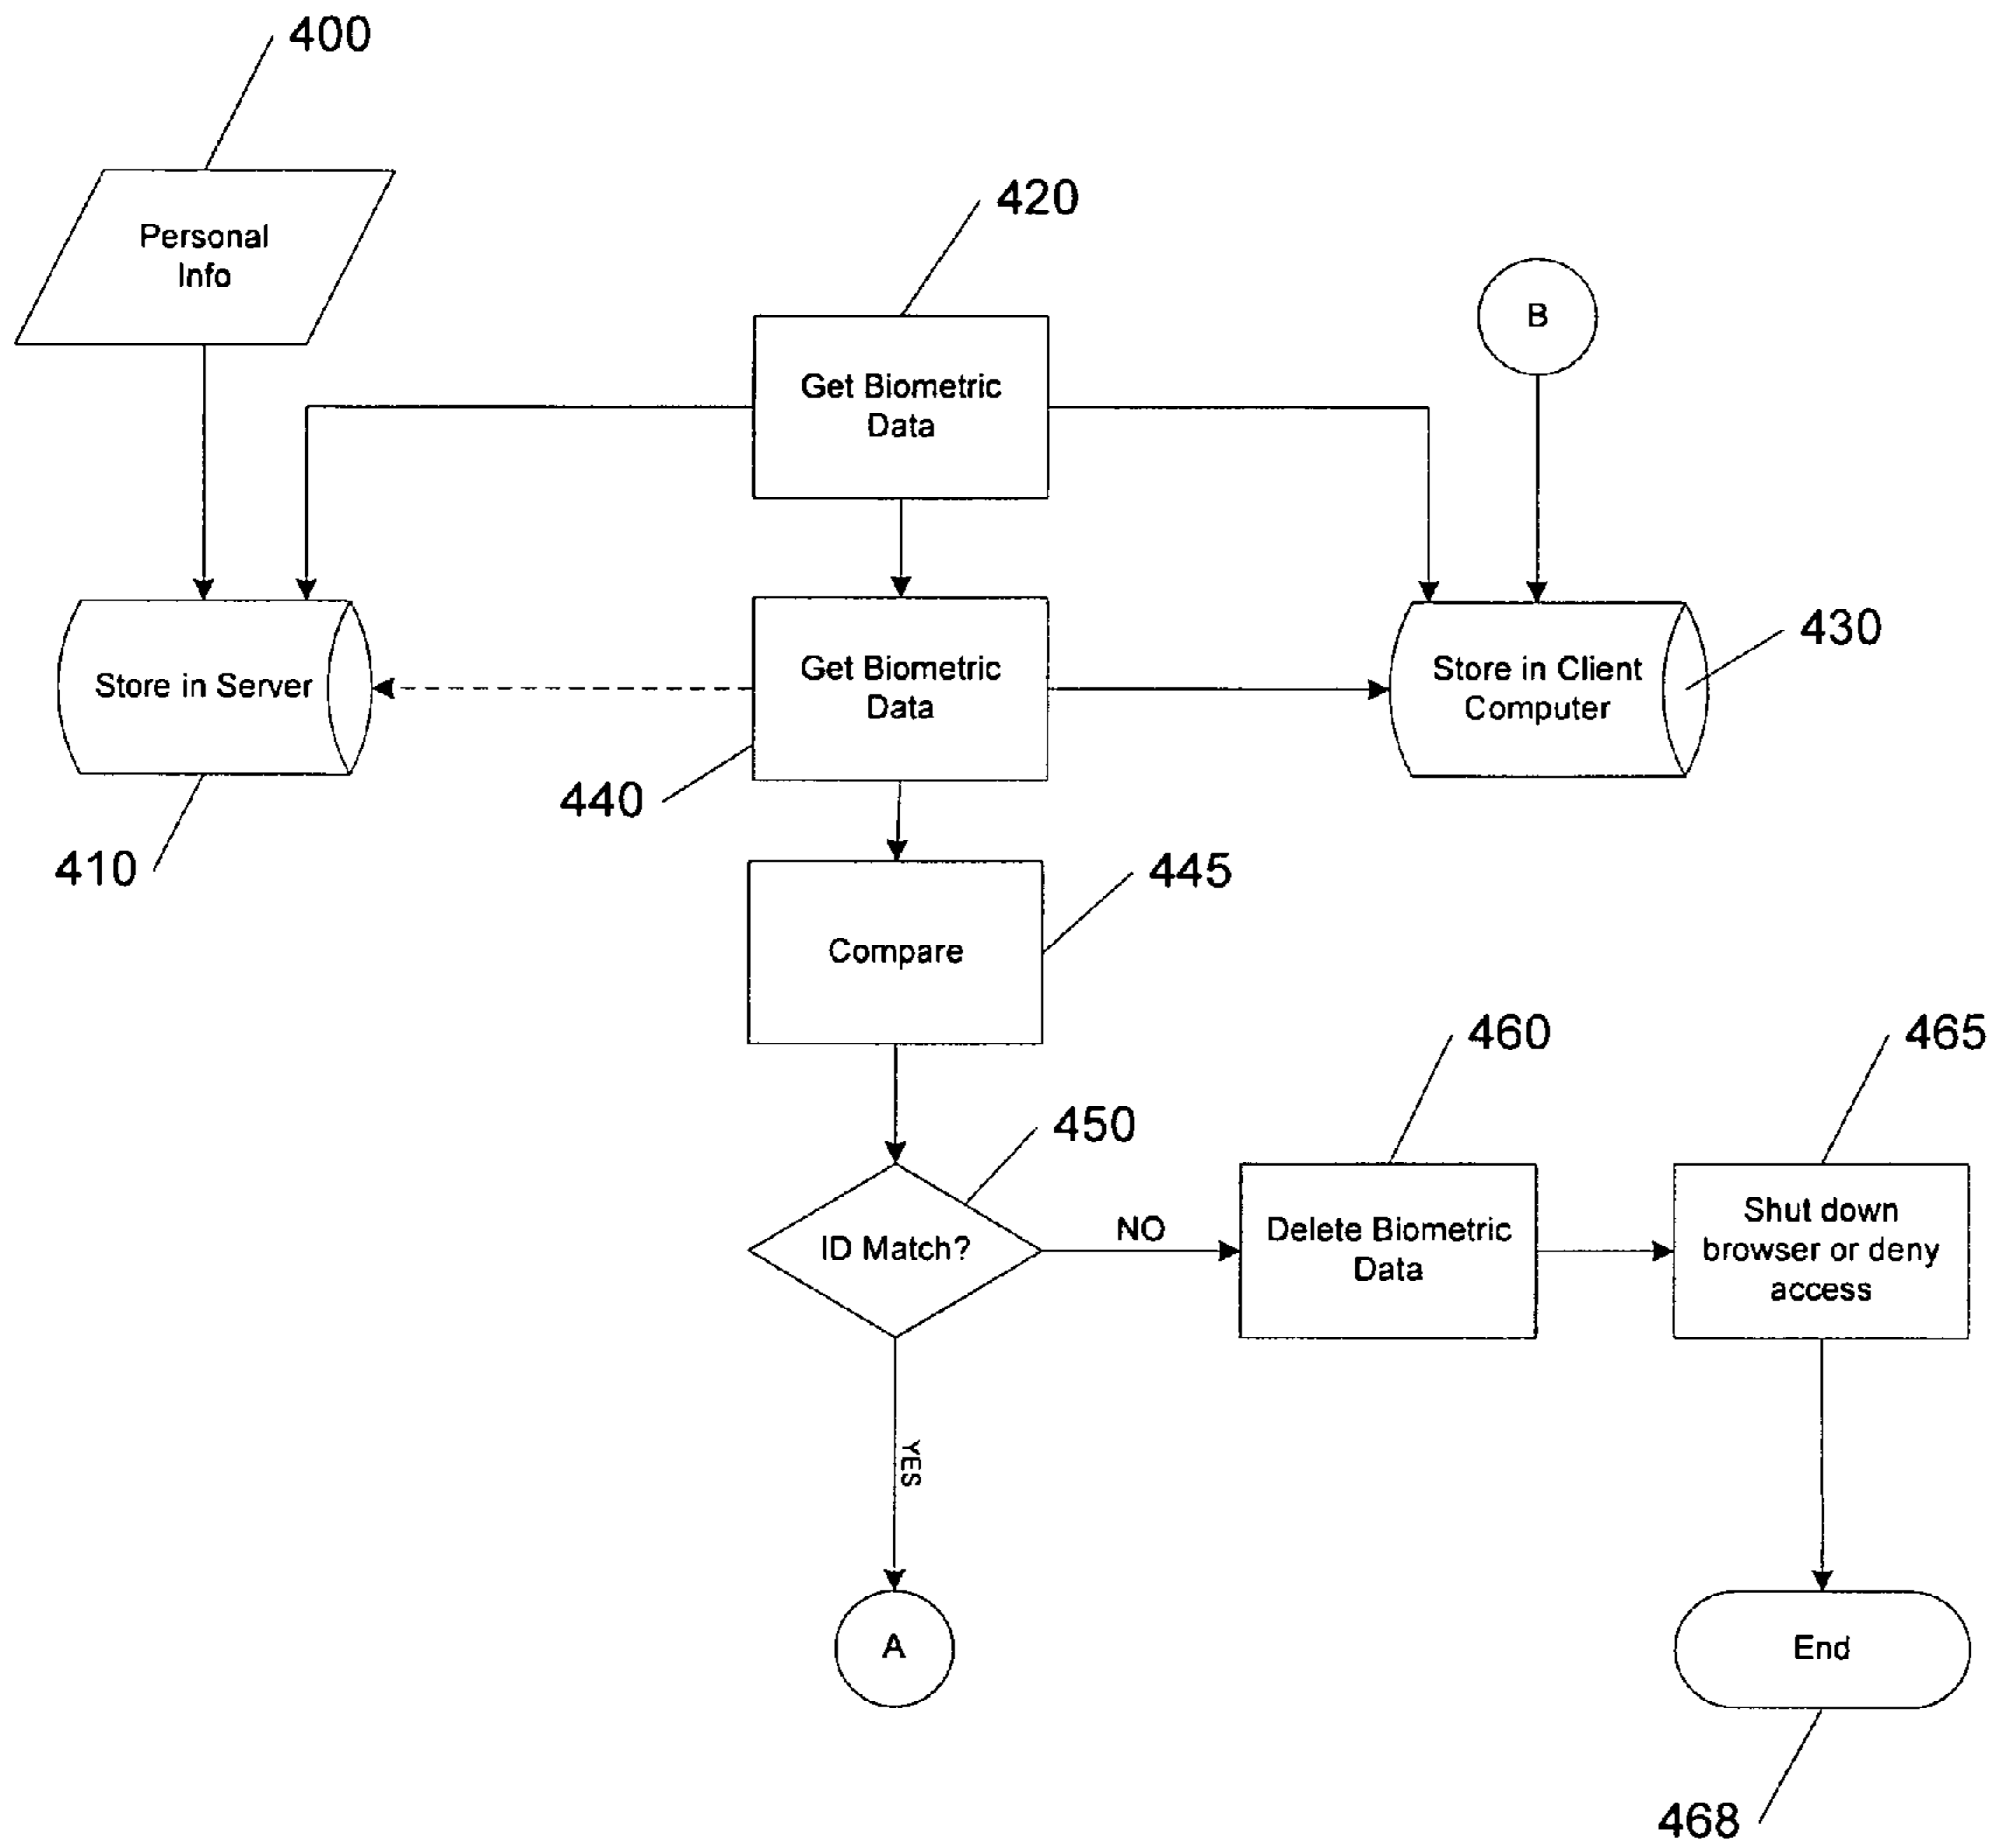 400
Personal
Info
420
Get Biometric
Data
B
Store in Server
410
Get Biometric
Data
440
Store in Client
Computer
430
Compare
445
450
ID Match?
NO
460
Delete Biometric
Data
465
Shut down
browser or deny
access
YES
A
End
468